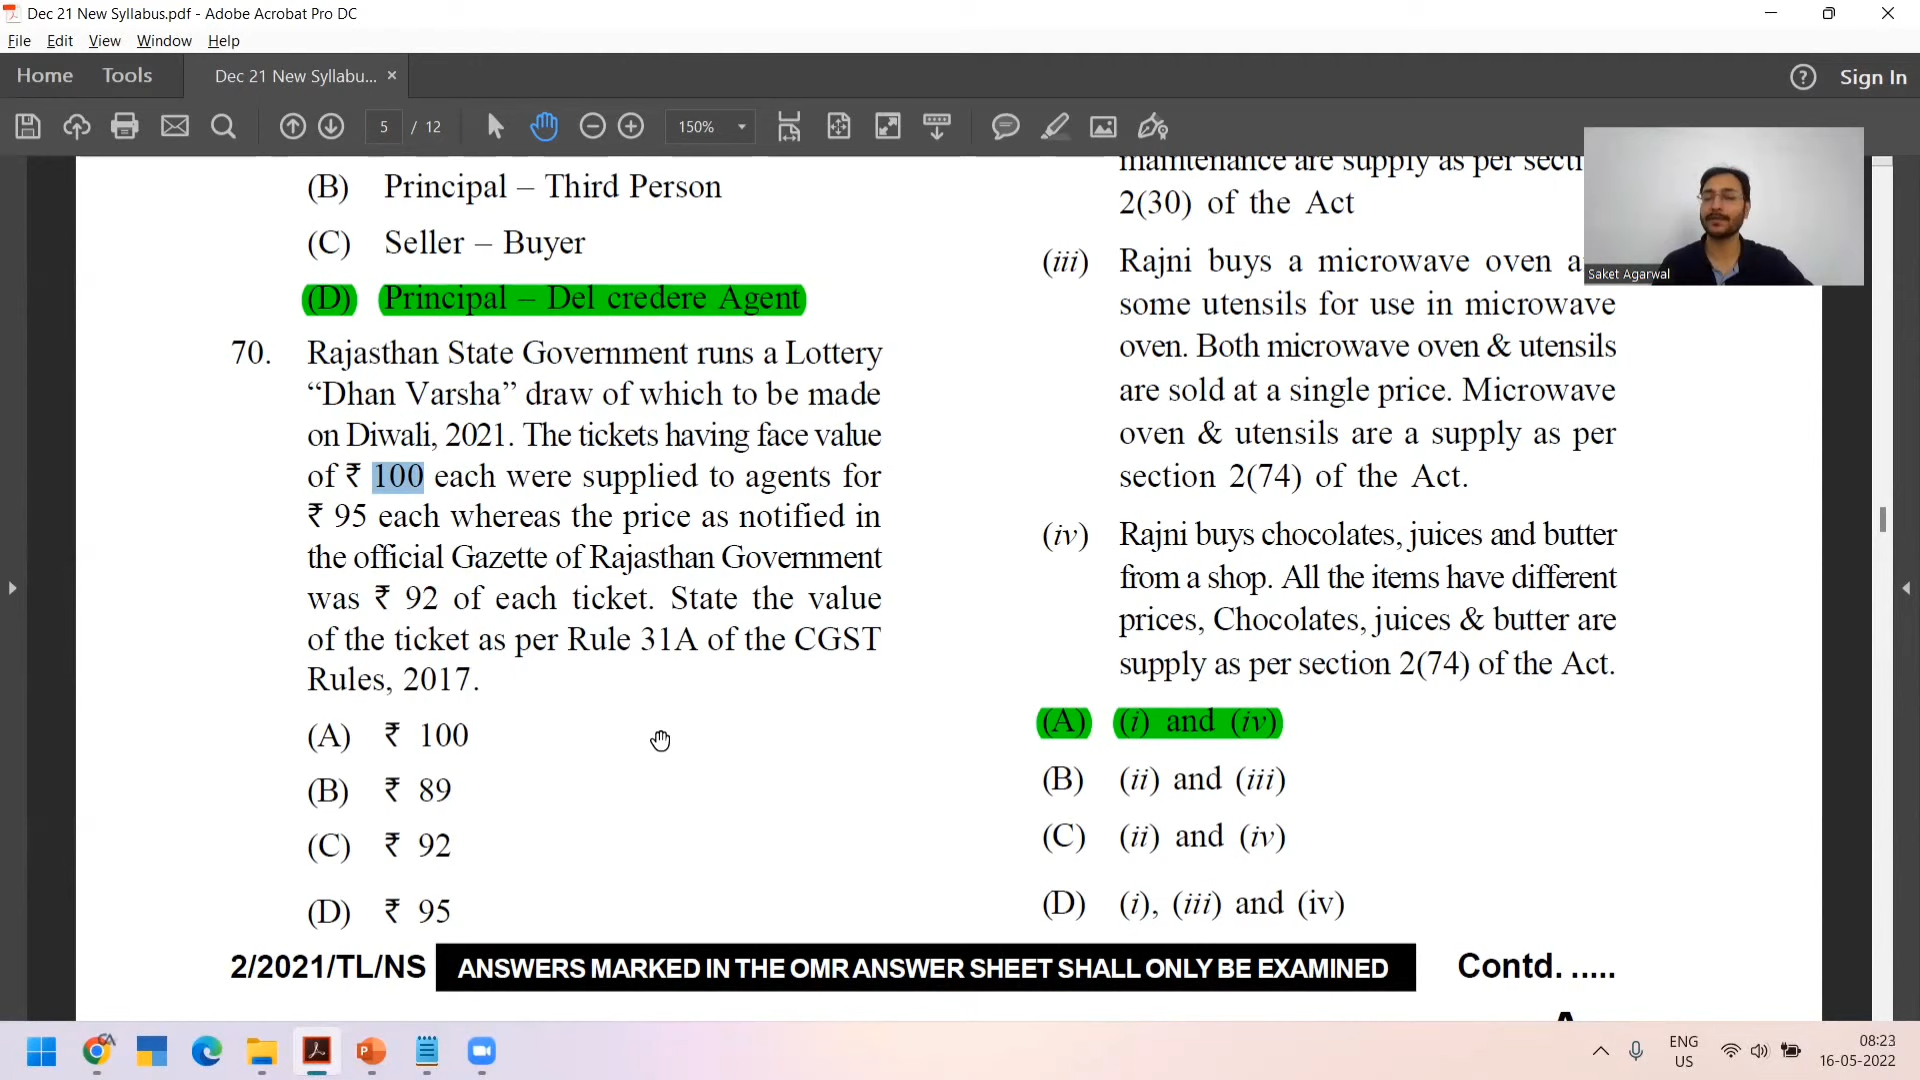 Dec 21 New Syllabus.pdf - Adobe Acrobat Pro DC
File Edit View Window Help
Home Tools Dec 21 New Syllabu... × ? Sign In
5 / 12 150%
(B) Principal – Third Person
(C) Seller – Buyer
(D) Principal – Del credere Agent
70. Rajasthan State Government runs a Lottery
“Dhan Varsha” draw of which to be made
on Diwali, 2021. The tickets having face value
of ₹ 100 each were supplied to agents for
₹ 95 each whereas the price as notified in
the official Gazette of Rajasthan Government
was ₹ 92 of each ticket. State the value
of the ticket as per Rule 31A of the CGST
Rules, 2017.
(A) ₹ 100
(B) ₹ 89
(C) ₹ 92
(D) ₹ 95
maintenance are supply as per
2(30) of the Act
(iii) Rajni buys a microwave oven
some utensils for use in microwave
oven. Both microwave oven & utensils
are sold at a single price. Microwave
oven & utensils are a supply as per
section 2(74) of the Act.
(iv) Rajni buys chocolates, juices and butter
from a shop. All the items have different
prices, Chocolates, juices & butter are
supply as per section 2(74) of the Act.
(A) (i) and (iv)
(B) (ii) and (iii)
(C) (ii) and (iv)
(D) (i), (iii) and (iv)
2/2021/TL/NS ANSWERS MARKED IN THE OMR ANSWER SHEET SHALL ONLY BE EXAMINED Contd. .....
Saket Agarwal
ENG
US
08:23
16-05-2022